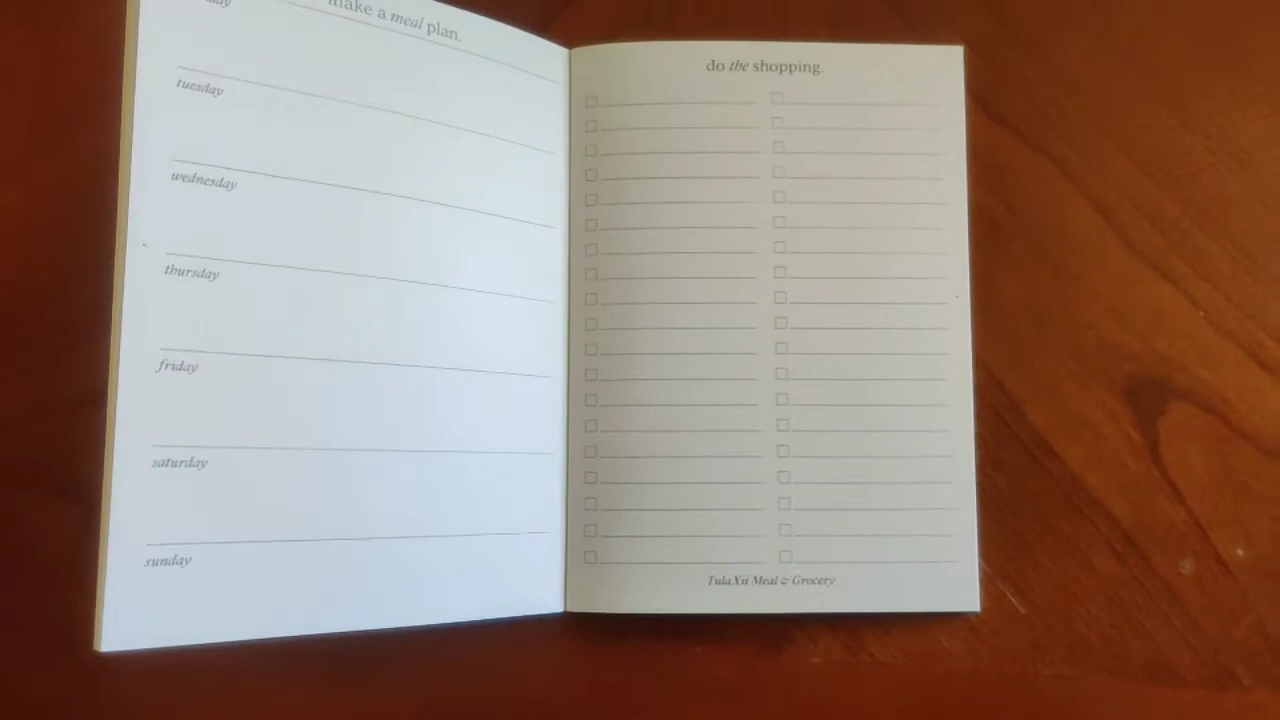 make a meal plan.
tuesday
wednesday
thursday
friday
saturday
sunday
do the shopping.
TulaXii Meal & Grocery